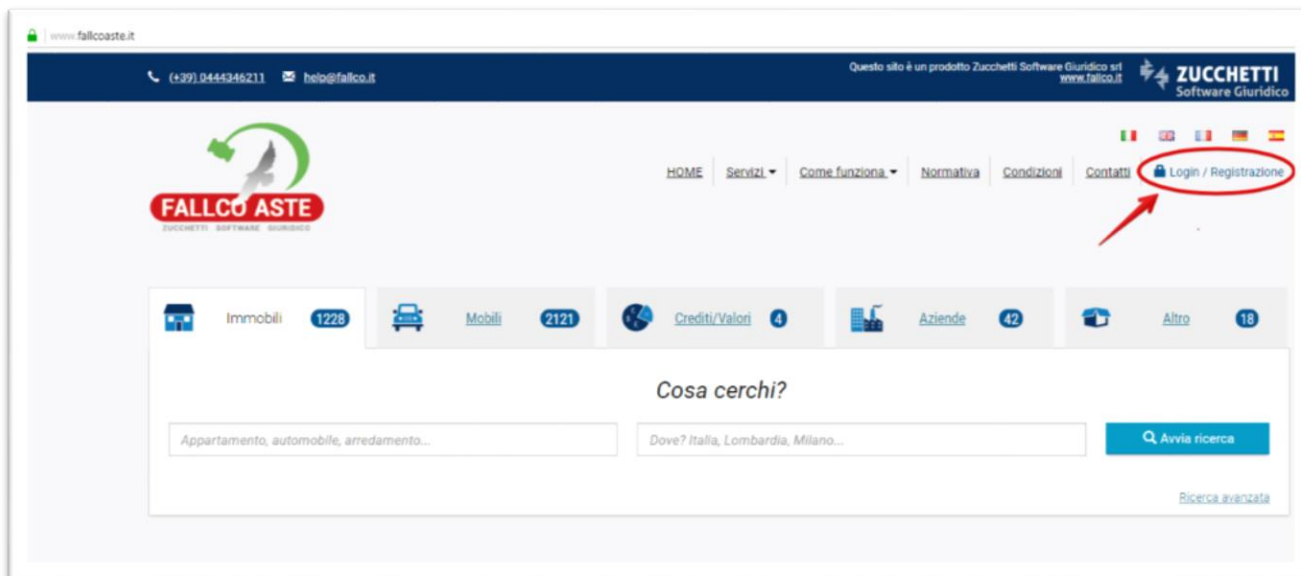 www.fallcoaste.it
(+39) 0444346211 help@fallco.it
Questo sito è un prodotto Zucchetti Software Giuridico srl
www.fallco.it
ZUCCHETTI
Software Giuridico
HOME Servizi Come funziona Normativa Condizioni Contatti Login / Registrazione
FALLCO ASTE
ZUCCHETTI SOFTWARE GIURIDICO
Immobili 1228 Mobili 2121 Crediti/Valori 4 Aziende 42 Altro 18
Cosa cerchi?
Appartamento, automobile, arredamento... Dove? Italia, Lombardia, Milano... Avvia ricerca
Ricerca avanzata